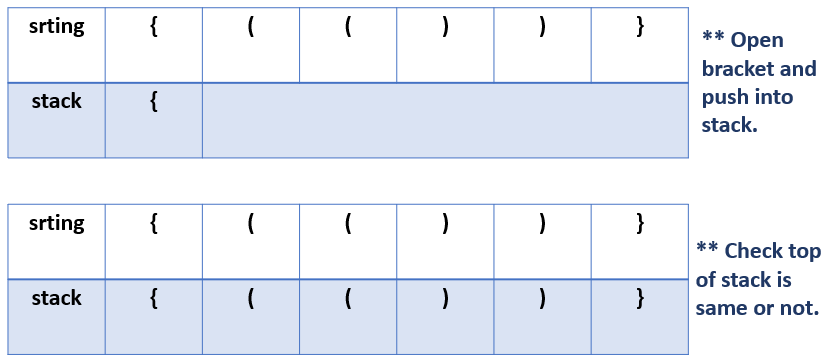 srting { ( ( ) ) }
stack {
** Open
bracket and
push into
stack.
srting { ( ( ) ) }
stack { ( ( ) ) }
** Check top
of stack is
same or not.